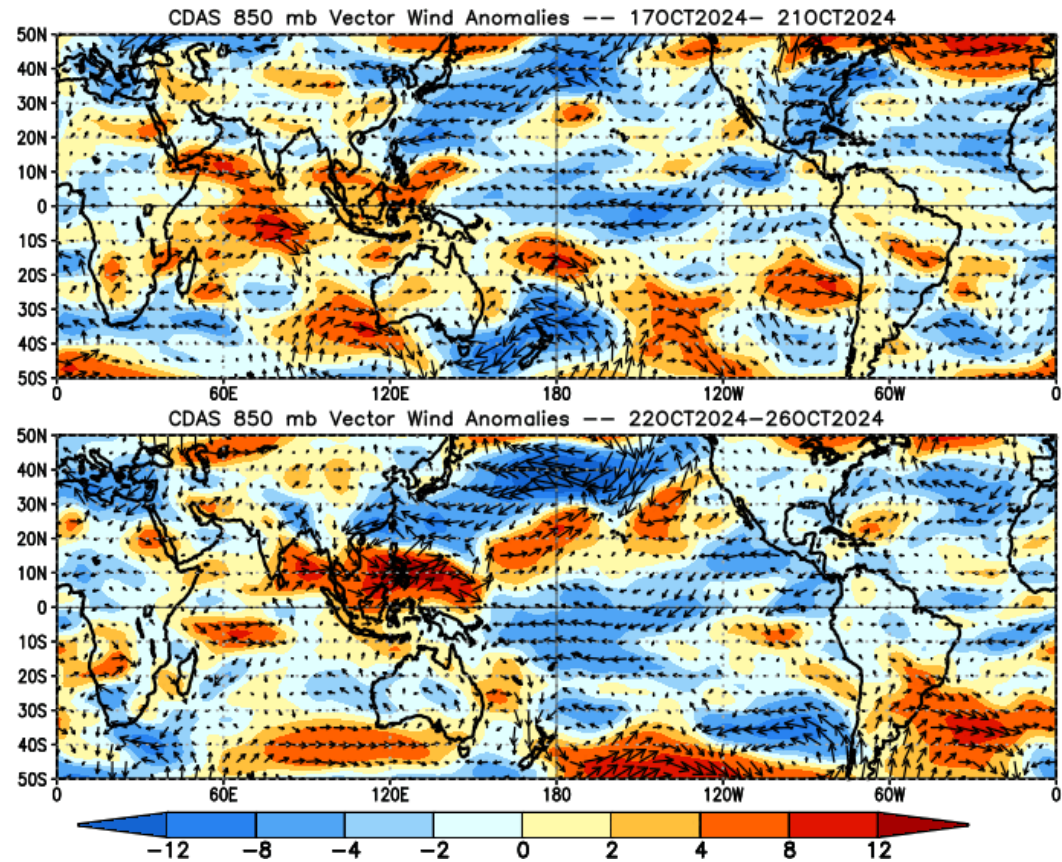 CDAS 850 mb Vector Wind Anomalies -- 17OCT2024- 21OCT2024
50N
40N
30N
20N
10N
0
10S
20S
30S
40S
50S
0 60E 120E 180 120W 60W 0
CDAS 850 mb Vector Wind Anomalies -- 22OCT2024-26OCT2024
50N
40N
30N
20N
10N
0
10S
20S
30S
40S
50S
0 60E 120E 180 120W 60W 0
-12 -8 -4 -2 0 2 4 8 12